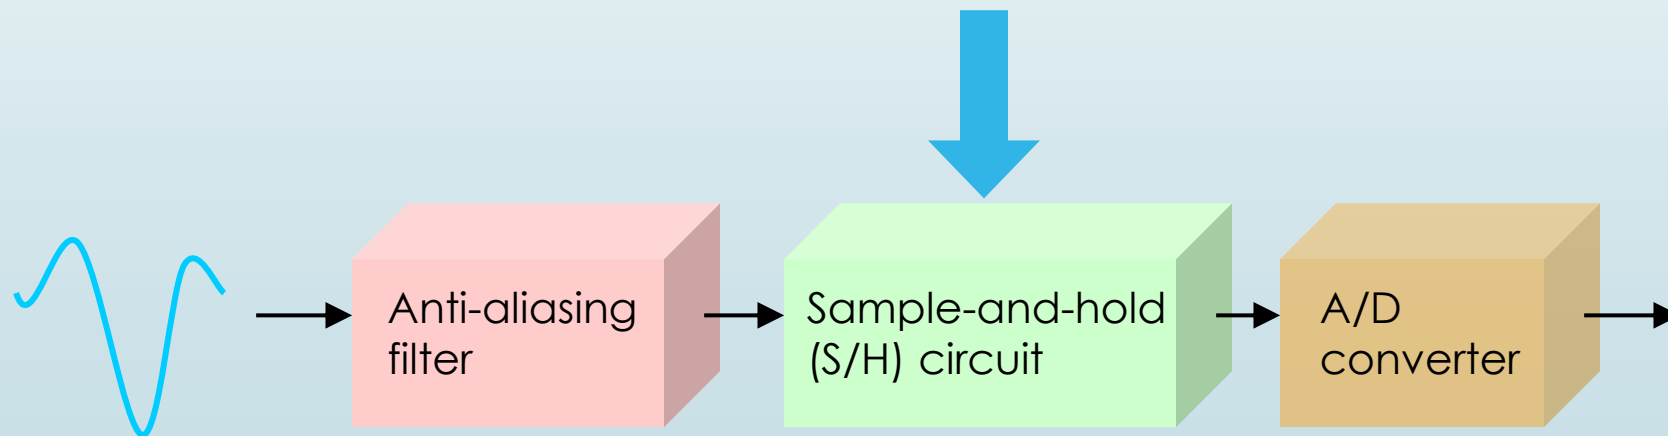 Anti-aliasing
filter
Sample-and-hold
(S/H) circuit
A/D
converter